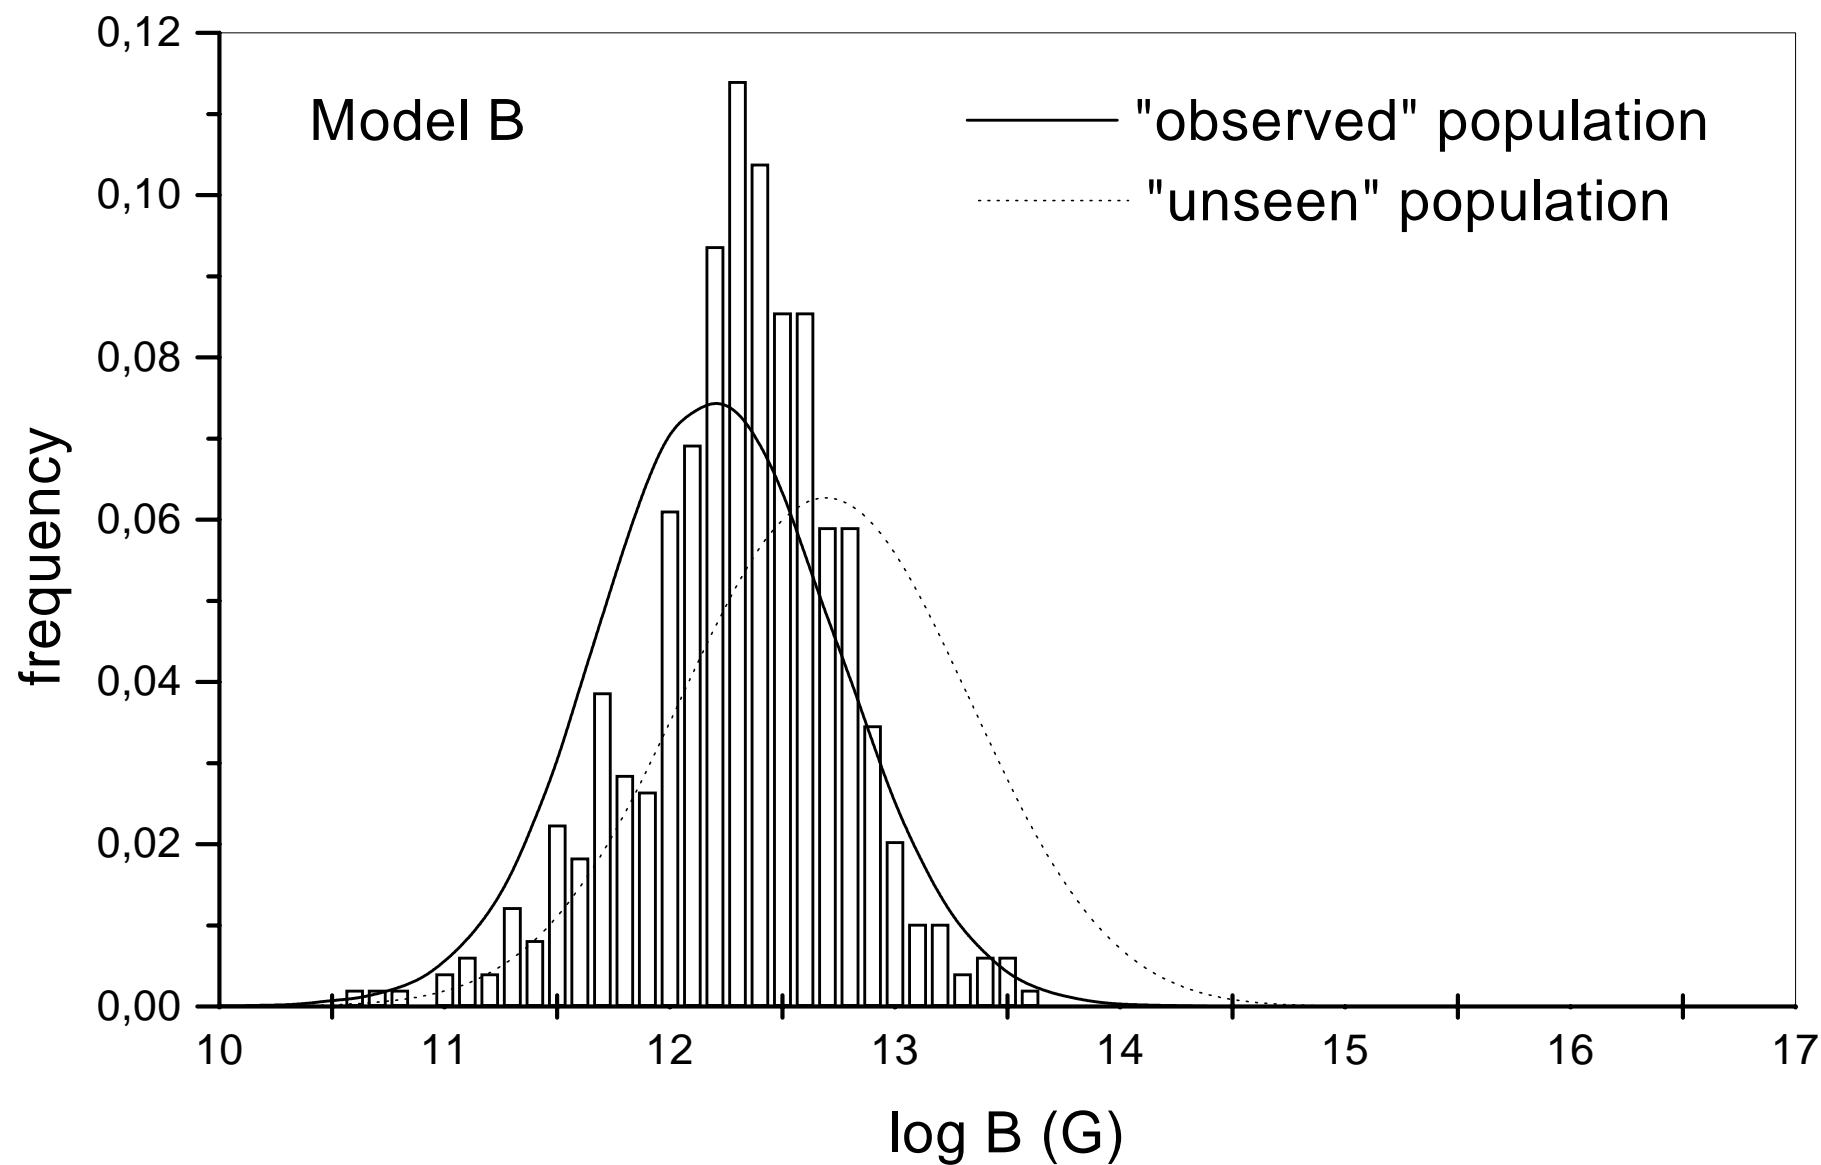 0,12
0,10
0,08
0,06
0,04
0,02
0,00
frequency
Model B
"observed" population
"unseen" population
10 11 12 13 14 15 16 17
log B (G)